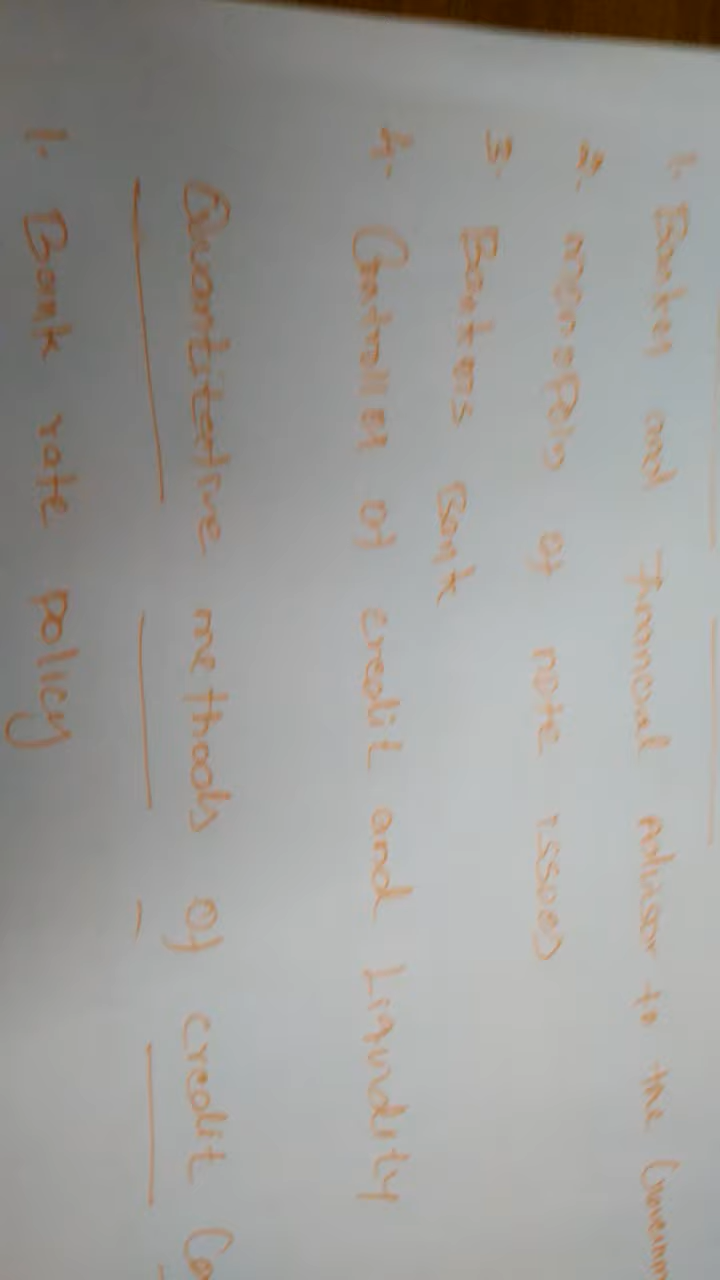 1. Banker and Financial Advisor to the
2. monopoly of note issues
3. Bankers Bank
4. Controller of credit and Liquidity
Quantitative methods of credit
1. Bank rate policy